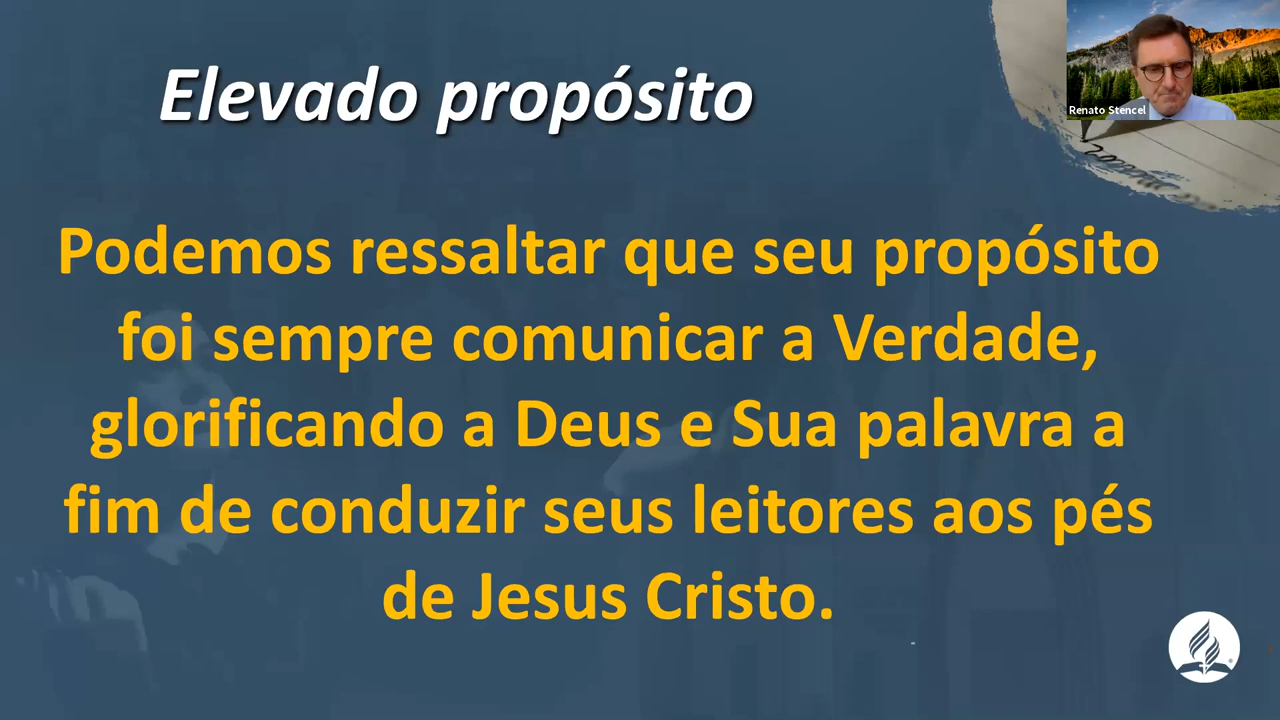 Elevado propósito
Renato Stencel
Podemos ressaltar que seu propósito
foi sempre comunicar a Verdade,
glorificando a Deus e Sua palavra a
fim de conduzir seus leitores aos pés
de Jesus Cristo.